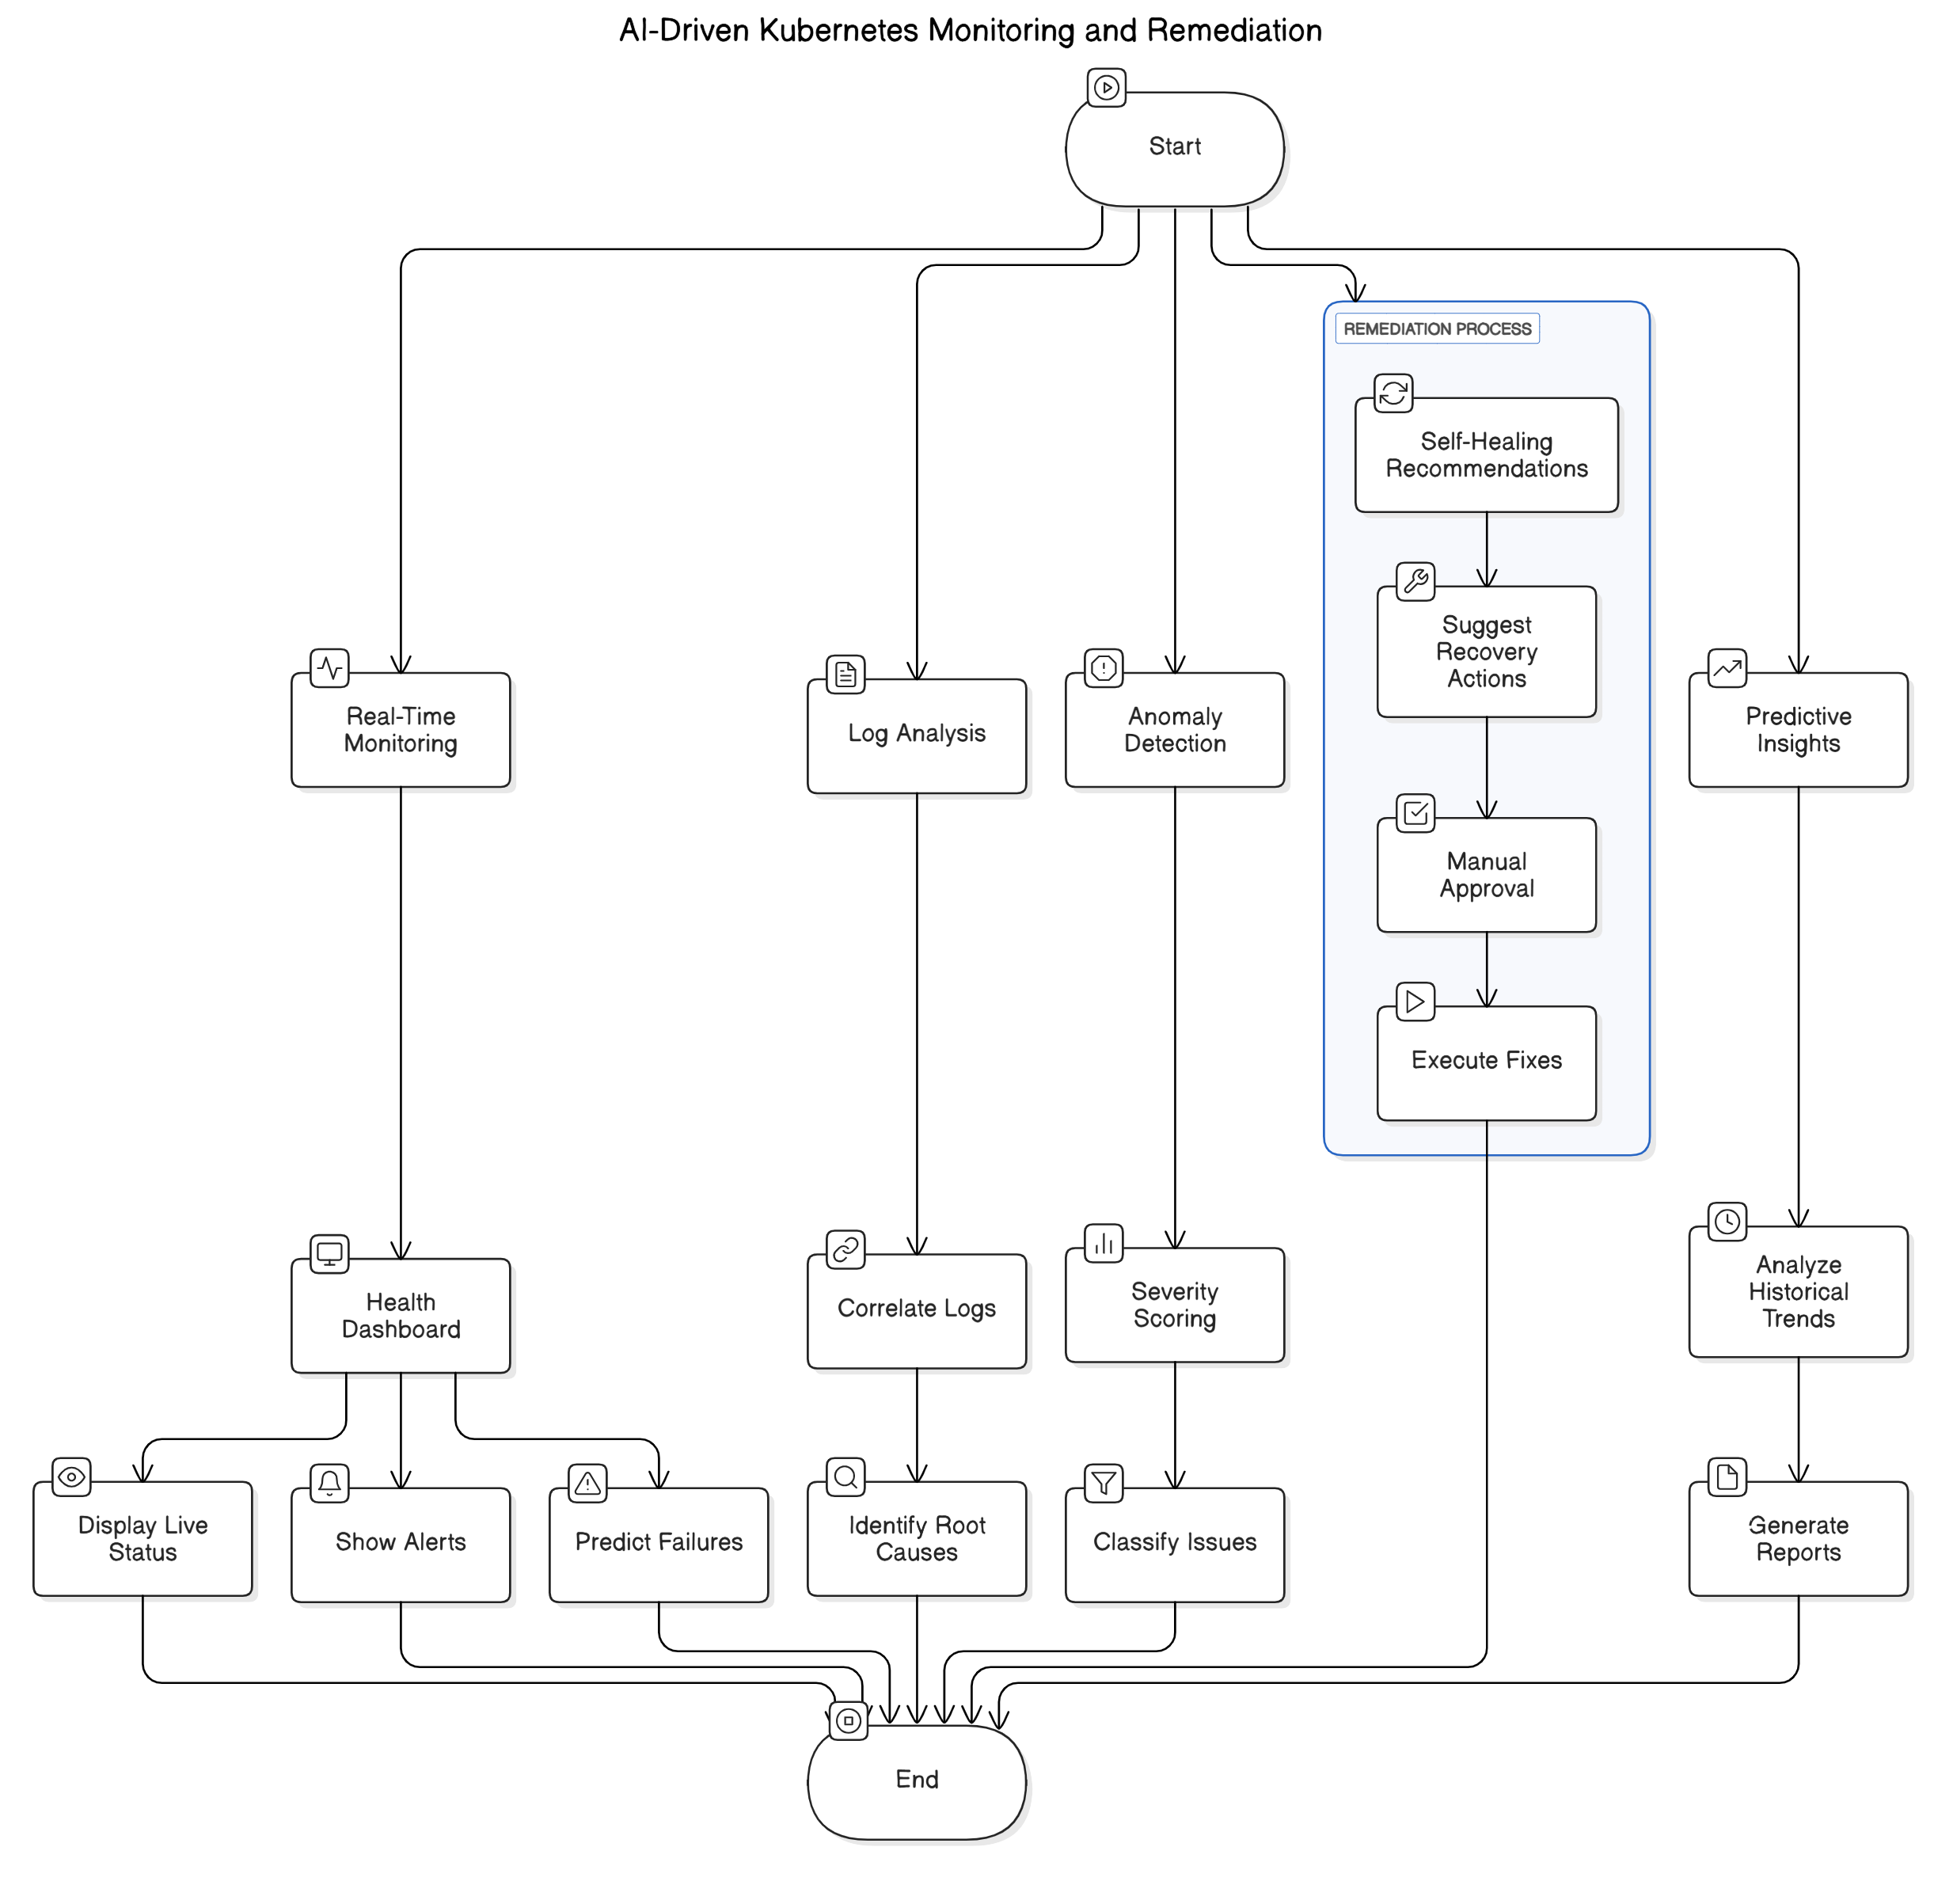 AI-Driven Kubernetes Monitoring and Remediation
Start
REMEDIATION PROCESS
Self-Healing
Recommendations
Suggest
Recovery
Actions
Manual
Approval
Execute Fixes
Real-Time
Monitoring
Log Analysis
Anomaly
Detection
Predictive
Insights
Health
Dashboard
Correlate Logs
Severity
Scoring
Analyze
Historical
Trends
Display Live
Status
Show Alerts
Predict Failures
Identify Root
Causes
Classify Issues
Generate
Reports
End